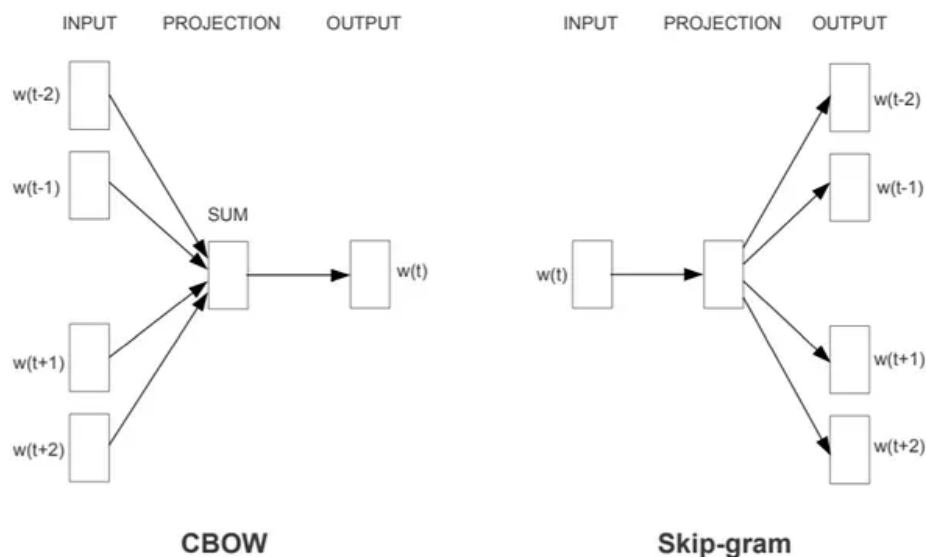 INPUT PROJECTION OUTPUT
w(t-2)
w(t-1)
SUM
w(t)
w(t+1)
w(t+2)
CBOW
INPUT PROJECTION OUTPUT
w(t-2)
w(t-1)
w(t)
w(t+1)
w(t+2)
Skip-gram